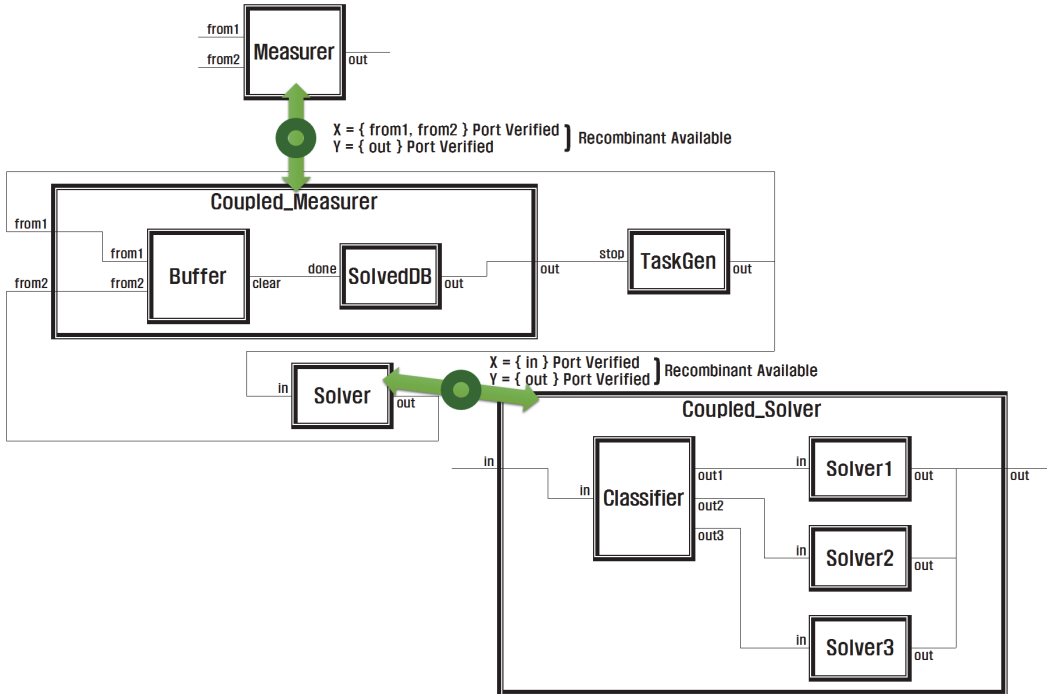 from1
Measurer
from2
out
X = { from1, from2 } Port Verified
Y = { out } Port Verified
Recombinant Available
Coupled_Measurer
from1
from1
from2
from2
Buffer
clear
done
SolvedDB
out
out
stop
TaskGen
out
X = { in } Port Verified
Y = { out } Port Verified
Recombinant Available
in
Solver
out
Coupled_Solver
in
in
Classifier
out1
out2
out3
in
Solver1
out
out
in
Solver2
out
in
Solver3
out